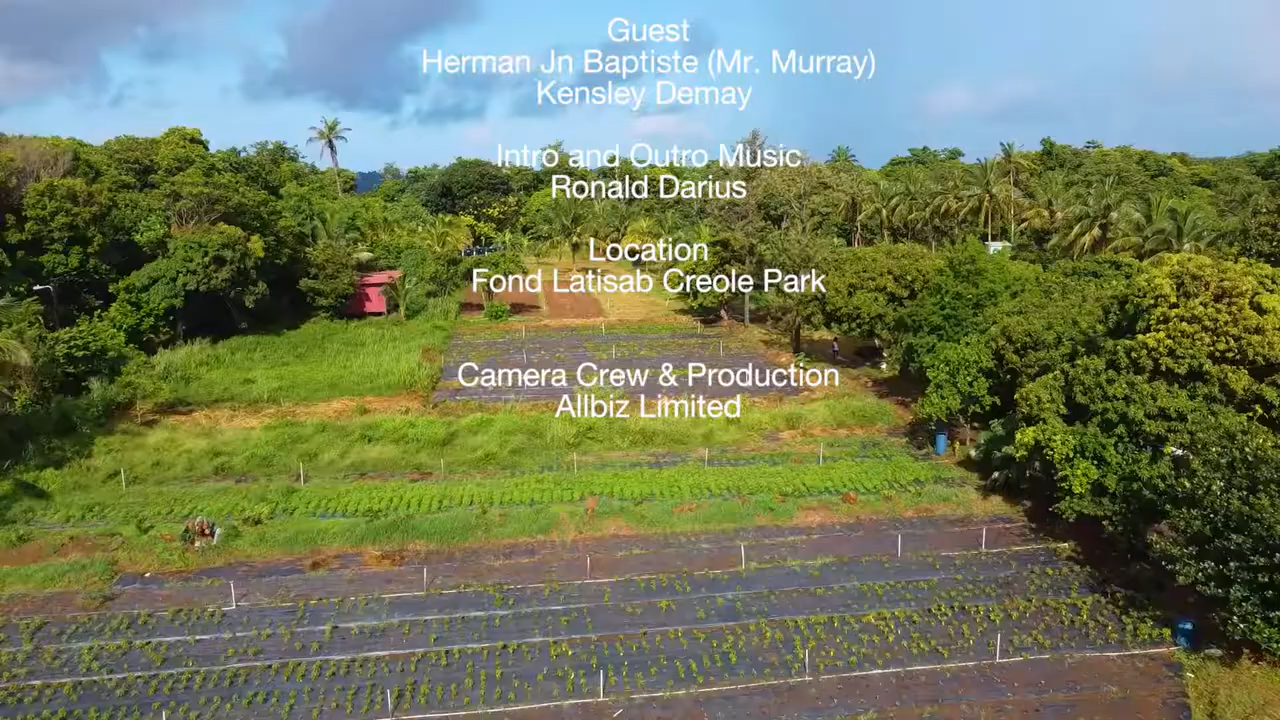 Guest
Herman Jn Baptiste (Mr. Murray)
Kensley Demay
Intro and Outro Music
Ronald Darius
Location
Fond Latisab Creole Park
Camera Crew & Production
Allbiz Limited